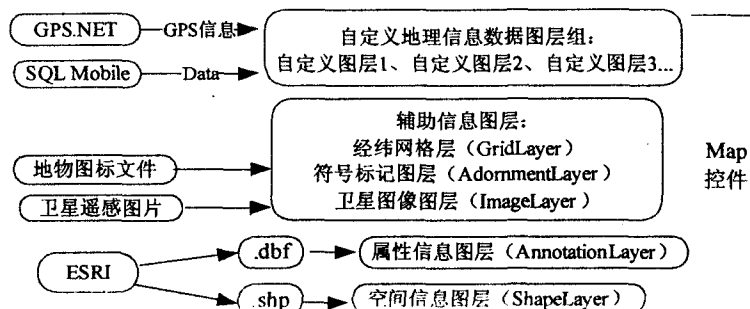 GPS.NET
GPS信息
自定义地理信息数据图层组:
自定义图层1、自定义图层2、自定义图层3...
SQL Mobile
Data
辅助信息图层:
经纬网格层（GridLayer）
地物图标文件
符号标记图层（AdornmentLayer）
卫星遥感图片
卫星图像图层（ImageLayer）
Map
控件
ESRI
.dbf
属性信息图层（AnnotationLayer）
.shp
空间信息图层（ShapeLayer）